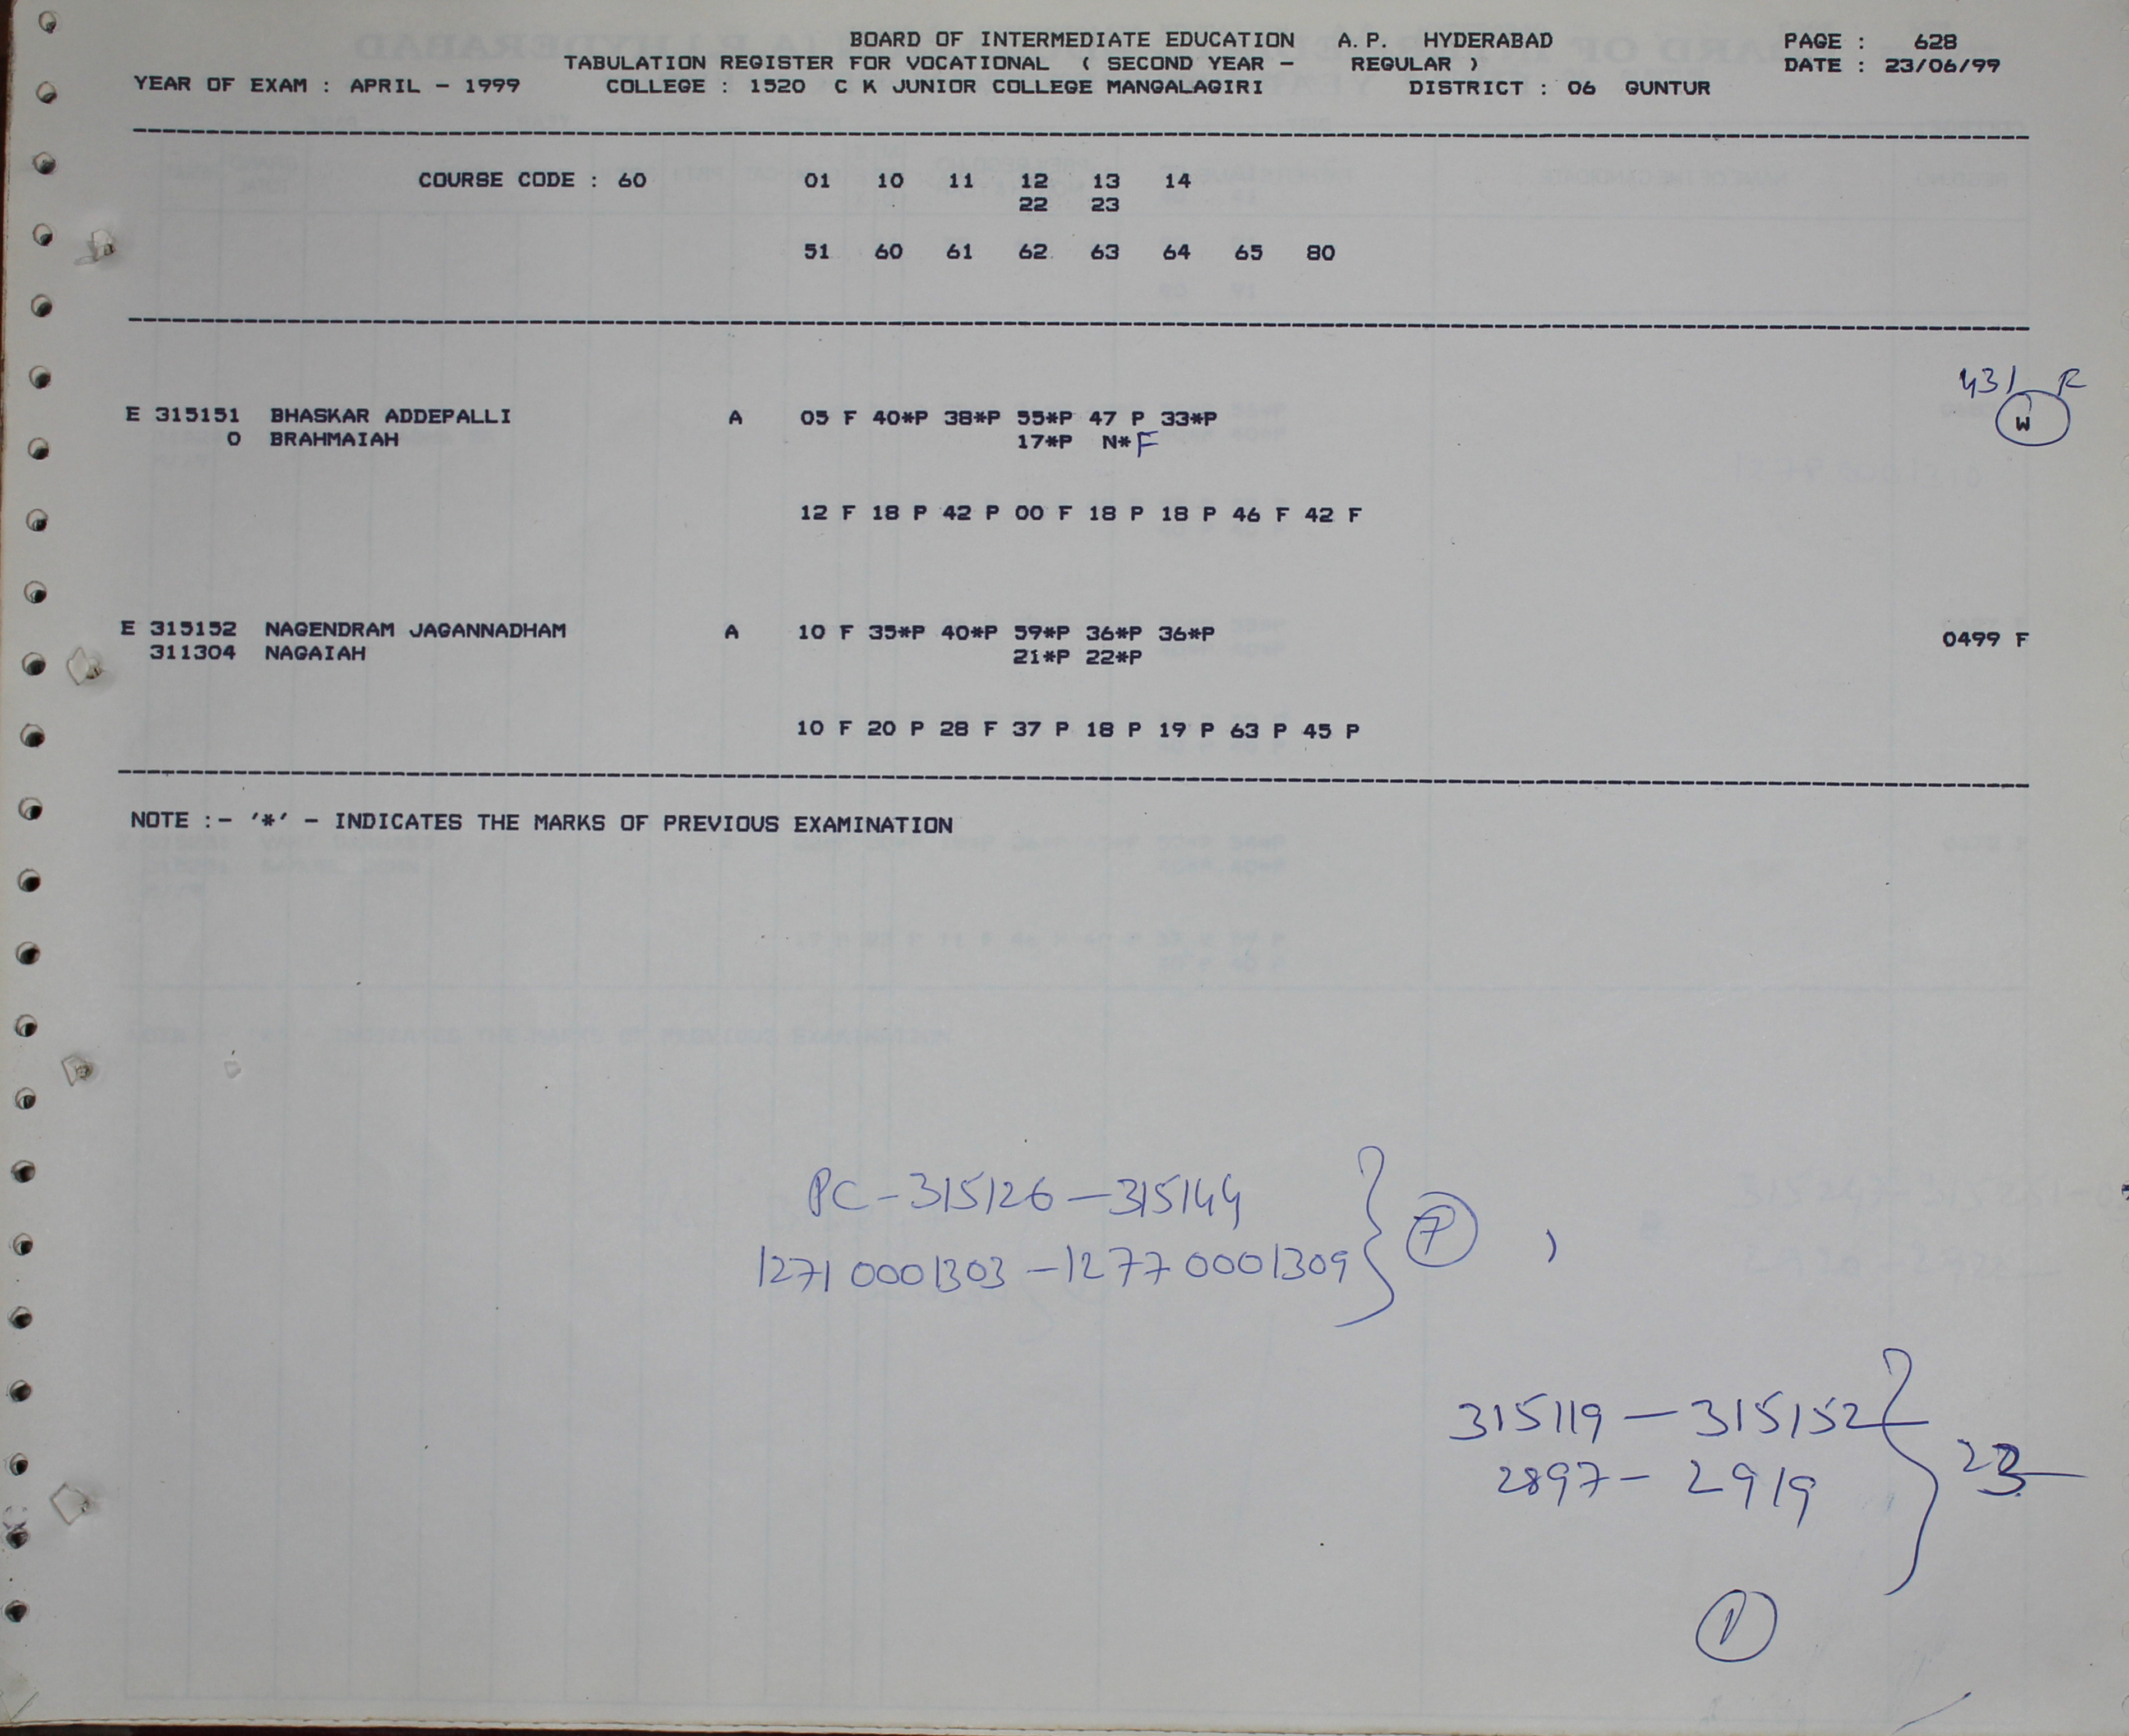 BOARD OF INTERMEDIATE EDUCATION A.P. HYDERABAD PAGE : 628
TABULATION REGISTER FOR VOCATIONAL ( SECOND YEAR - REGULAR ) DATE : 23/06/99
YEAR OF EXAM : APRIL - 1999 COLLEGE : 1520 C K JUNIOR COLLEGE MANGALAGIRI DISTRICT : 06 GUNTUR
COURSE CODE : 60 01 10 11 12 13 14
22 23
51 60 61 62 63 64 65 80
431 F
E 315151 BHASKAR ADDEPALLI A 05 F 40*P 38*P 55*P 47 P 33*P W
0 BRAHMAIAH 17*P N* F
12 F 18 P 42 P 00 F 18 P 18 P 46 F 42 F
E 315152 NAGENDRAM JAGANNADHAM A 10 F 35*P 40*P 59*P 36*P 36*P 0499 F
311304 NAGAIAH 21*P 22*P
10 F 20 P 28 F 37 P 18 P 19 P 63 P 45 P
NOTE :- '*' - INDICATES THE MARKS OF PREVIOUS EXAMINATION
PC - 315126 - 315144
1271 0001303 - 1277 0001309 7
315119 - 315152
2897 - 2919 23